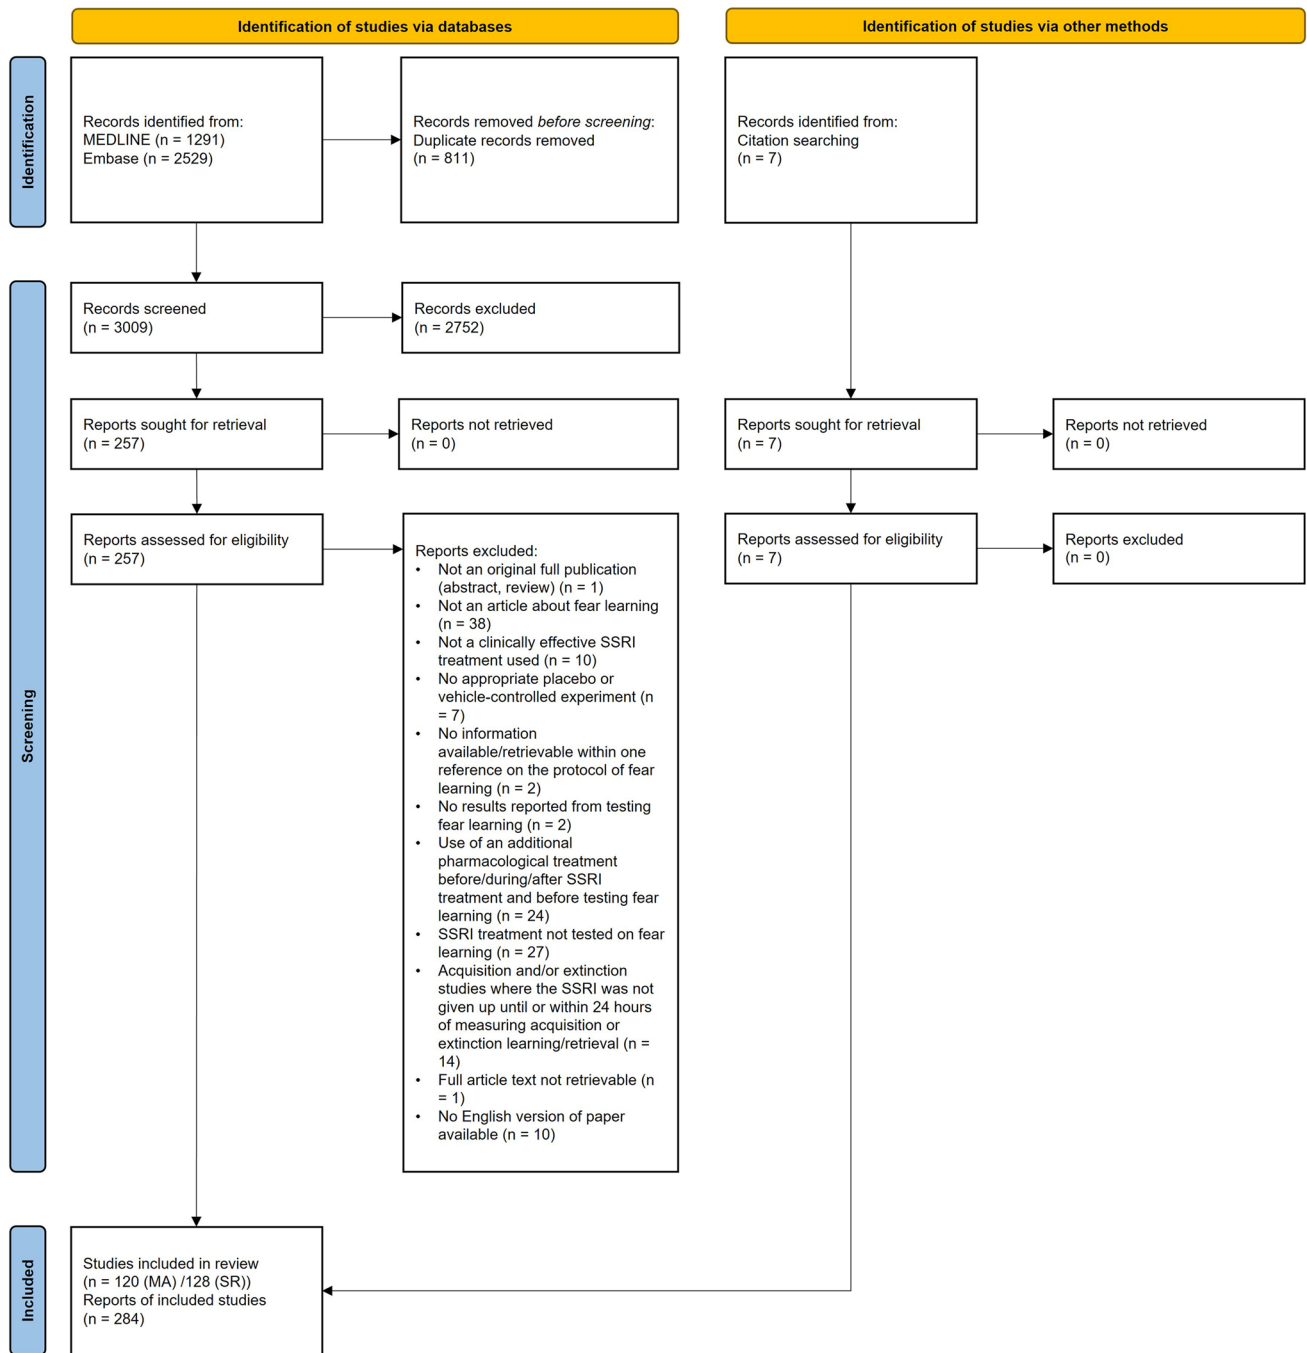 Identification of studies via databases
Identification of studies via other methods
Identification
Records identified from:
MEDLINE (n = 1291)
Embase (n = 2529)
Records removed before screening:
Duplicate records removed
(n = 811)
Records identified from:
Citation searching
(n = 7)
Screening
Records screened
(n = 3009)
Records excluded
(n = 2752)
Reports sought for retrieval
(n = 257)
Reports not retrieved
(n = 0)
Reports sought for retrieval
(n = 7)
Reports not retrieved
(n = 0)
Reports assessed for eligibility
(n = 257)
Reports excluded:
• Not an original full publication
(abstract, review) (n = 1)
• Not an article about fear learning
(n = 38)
• Not a clinically effective SSRI
treatment used (n = 10)
• No appropriate placebo or
vehicle-controlled experiment (n
= 7)
• No information
available/retrievable within one
reference on the protocol of fear
learning (n = 2)
• No results reported from testing
fear learning (n = 2)
• Use of an additional
pharmacological treatment
before/during/after SSRI
treatment and before testing fear
learning (n = 24)
• SSRI treatment not tested on fear
learning (n = 27)
• Acquisition and/or extinction
studies where the SSRI was not
given up until or within 24 hours
of measuring acquisition or
extinction learning/retrieval (n =
14)
• Full article text not retrievable (n
= 1)
• No English version of paper
available (n = 10)
Reports assessed for eligibility
(n = 7)
Reports excluded
(n = 0)
Included
Studies included in review
(n = 120 (MA) /128 (SR))
Reports of included studies
(n = 284)